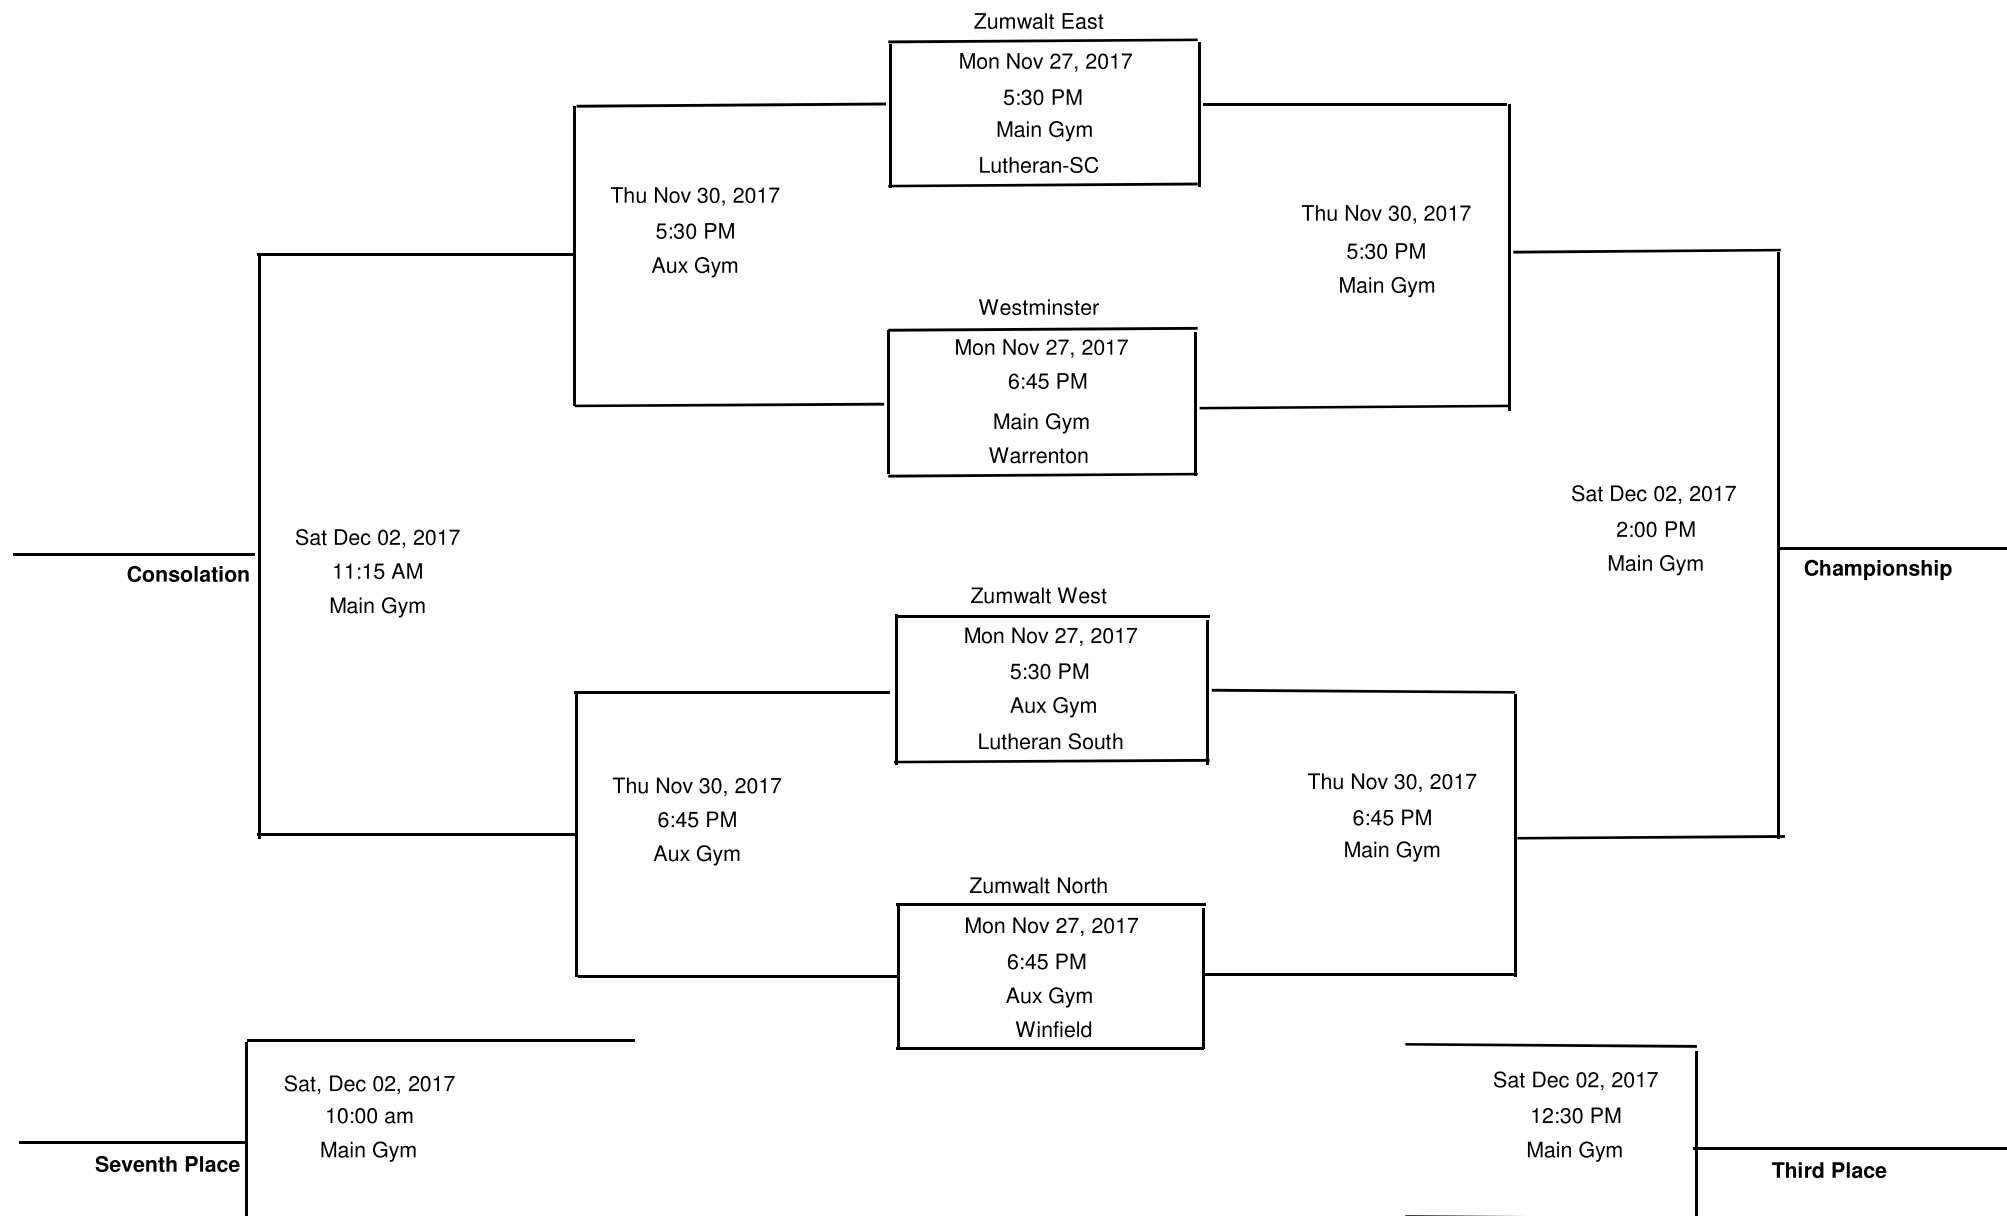 Zumwalt East
Mon Nov 27, 2017
5:30 PM
Main Gym
Lutheran-SC
Thu Nov 30, 2017
5:30 PM
Aux Gym
Thu Nov 30, 2017
5:30 PM
Main Gym
Westminster
Mon Nov 27, 2017
6:45 PM
Main Gym
Warrenton
Sat Dec 02, 2017
11:15 AM
Main Gym
Consolation
Sat Dec 02, 2017
2:00 PM
Main Gym
Championship
Zumwalt West
Mon Nov 27, 2017
5:30 PM
Aux Gym
Lutheran South
Thu Nov 30, 2017
6:45 PM
Aux Gym
Thu Nov 30, 2017
6:45 PM
Main Gym
Zumwalt North
Mon Nov 27, 2017
6:45 PM
Aux Gym
Winfield
Sat, Dec 02, 2017
10:00 am
Main Gym
Seventh Place
Sat Dec 02, 2017
12:30 PM
Main Gym
Third Place